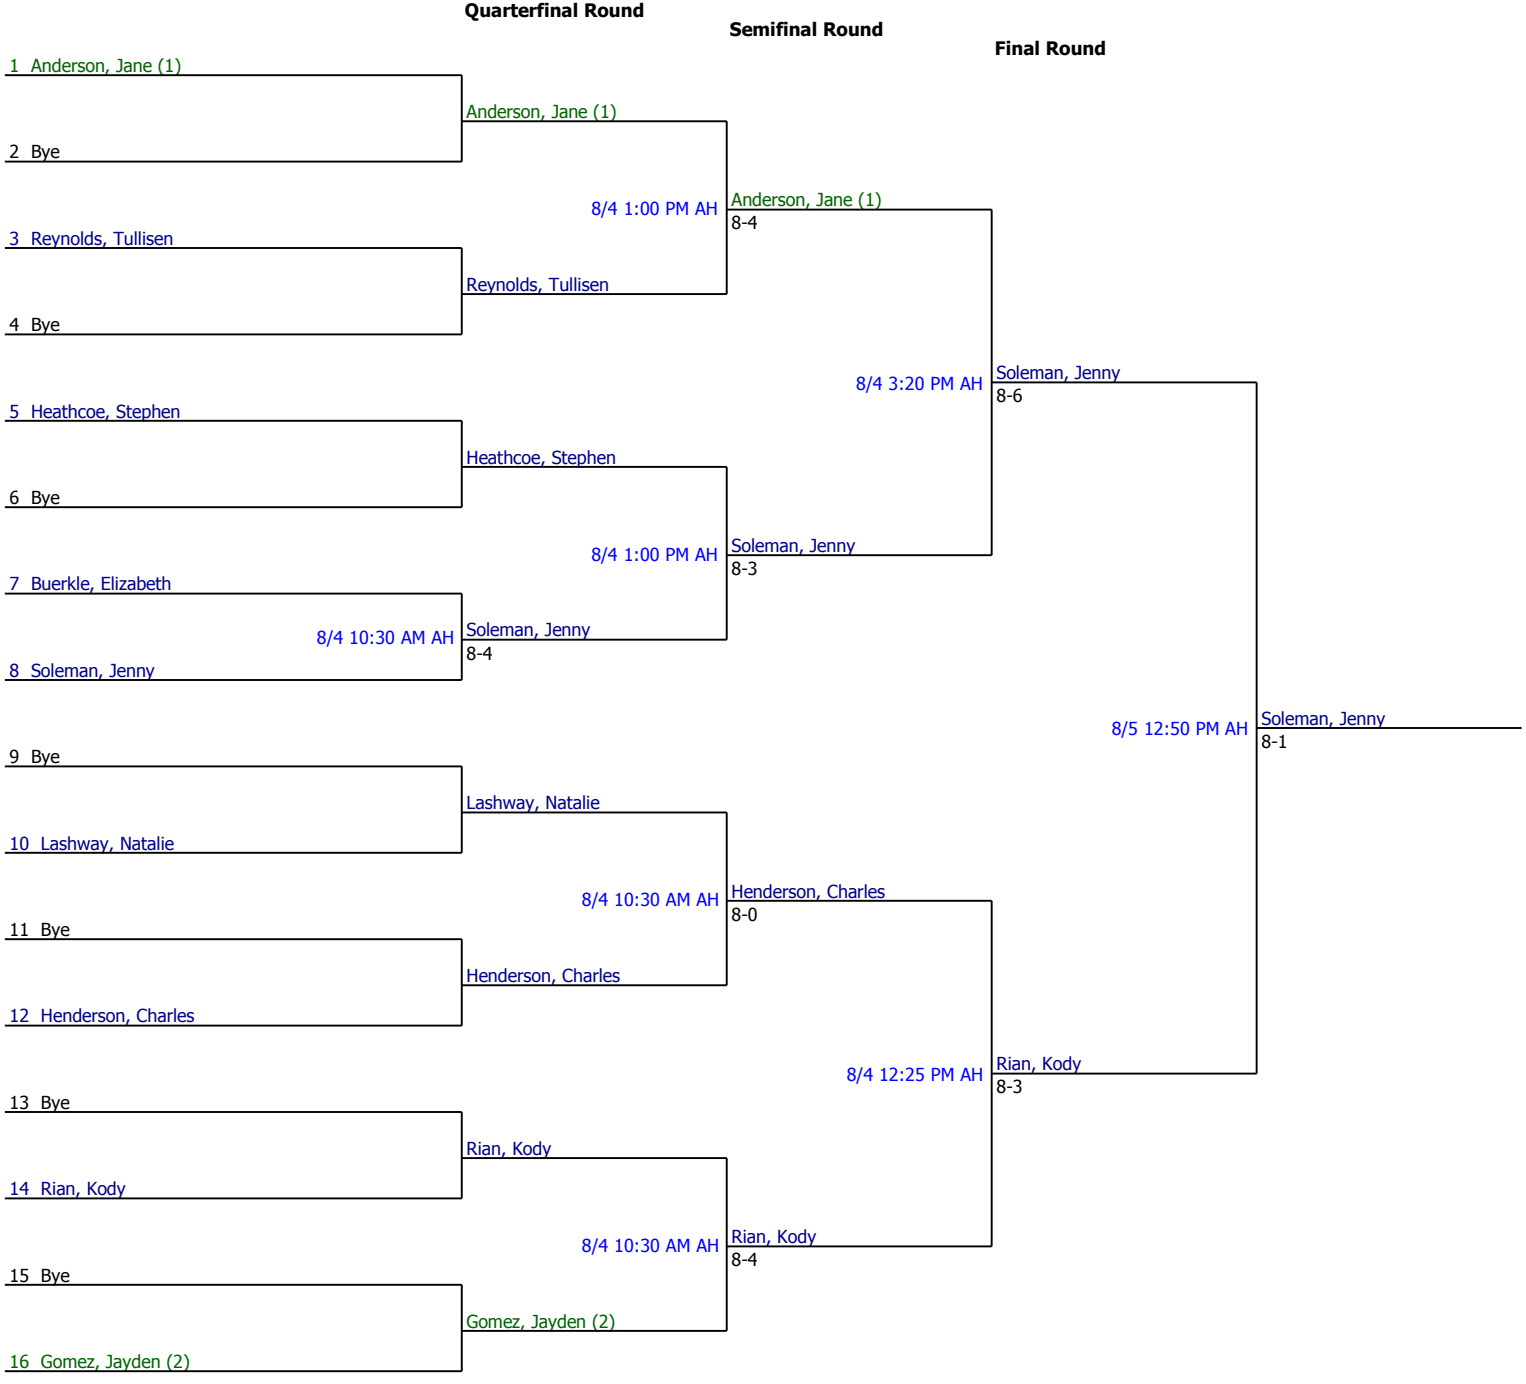 Quarterfinal Round
Semifinal Round
Final Round
1 Anderson, Jane (1)
Anderson, Jane (1)
2 Bye
8/4 1:00 PM AH
Anderson, Jane (1)
8-4
3 Reynolds, Tullisen
Reynolds, Tullisen
4 Bye
8/4 3:20 PM AH
Soleman, Jenny
8-6
5 Heathcoe, Stephen
Heathcoe, Stephen
6 Bye
8/4 1:00 PM AH
Soleman, Jenny
8-3
7 Buerkle, Elizabeth
8/4 10:30 AM AH
Soleman, Jenny
8-4
8 Soleman, Jenny
8/5 12:50 PM AH
Soleman, Jenny
8-1
9 Bye
Lashway, Natalie
10 Lashway, Natalie
8/4 10:30 AM AH
Henderson, Charles
8-0
11 Bye
Henderson, Charles
12 Henderson, Charles
8/4 12:25 PM AH
Rian, Kody
8-3
13 Bye
Rian, Kody
14 Rian, Kody
8/4 10:30 AM AH
Rian, Kody
8-4
15 Bye
Gomez, Jayden (2)
16 Gomez, Jayden (2)